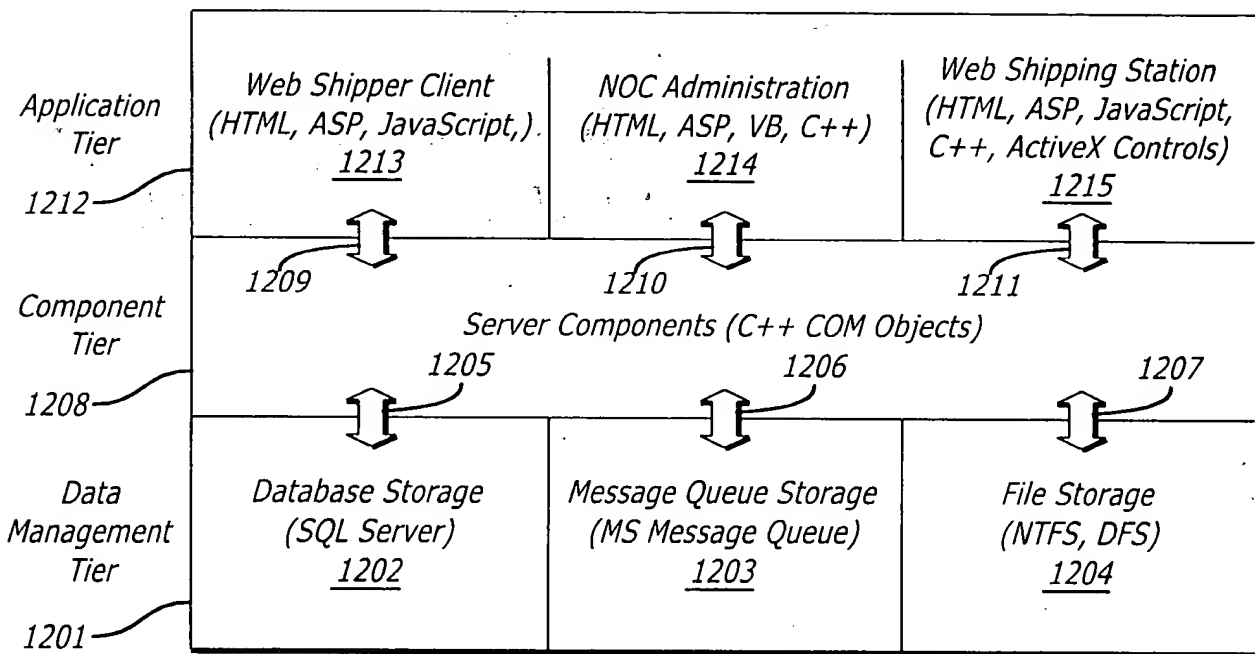 Application
Tier
1212
Web Shipper Client
(HTML, ASP, JavaScript,)
1213
NOC Administration
(HTML, ASP, VB, C++)
1214
Web Shipping Station
(HTML, ASP, JavaScript,
C++, ActiveX Controls)
1215
1209
1210
1211
Component
Tier
1208
Server Components (C++ COM Objects)
1205
1206
1207
Data
Management
Tier
1201
Database Storage
(SQL Server)
1202
Message Queue Storage
(MS Message Queue)
1203
File Storage
(NTFS, DFS)
1204